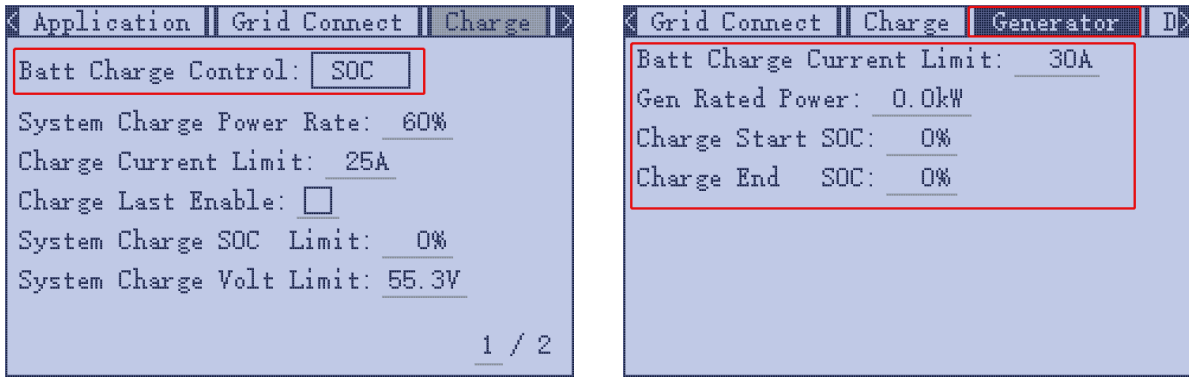 Application Grid Connect Charge
Batt Charge Control: SOC
System Charge Power Rate: 60%
Charge Current Limit: 25A
Charge Last Enable:
System Charge SOC Limit: 0%
System Charge Volt Limit: 55.3V
1 / 2
Grid Connect Charge Generator D
Batt Charge Current Limit: 30A
Gen Rated Power: 0.0kW
Charge Start SOC: 0%
Charge End SOC: 0%